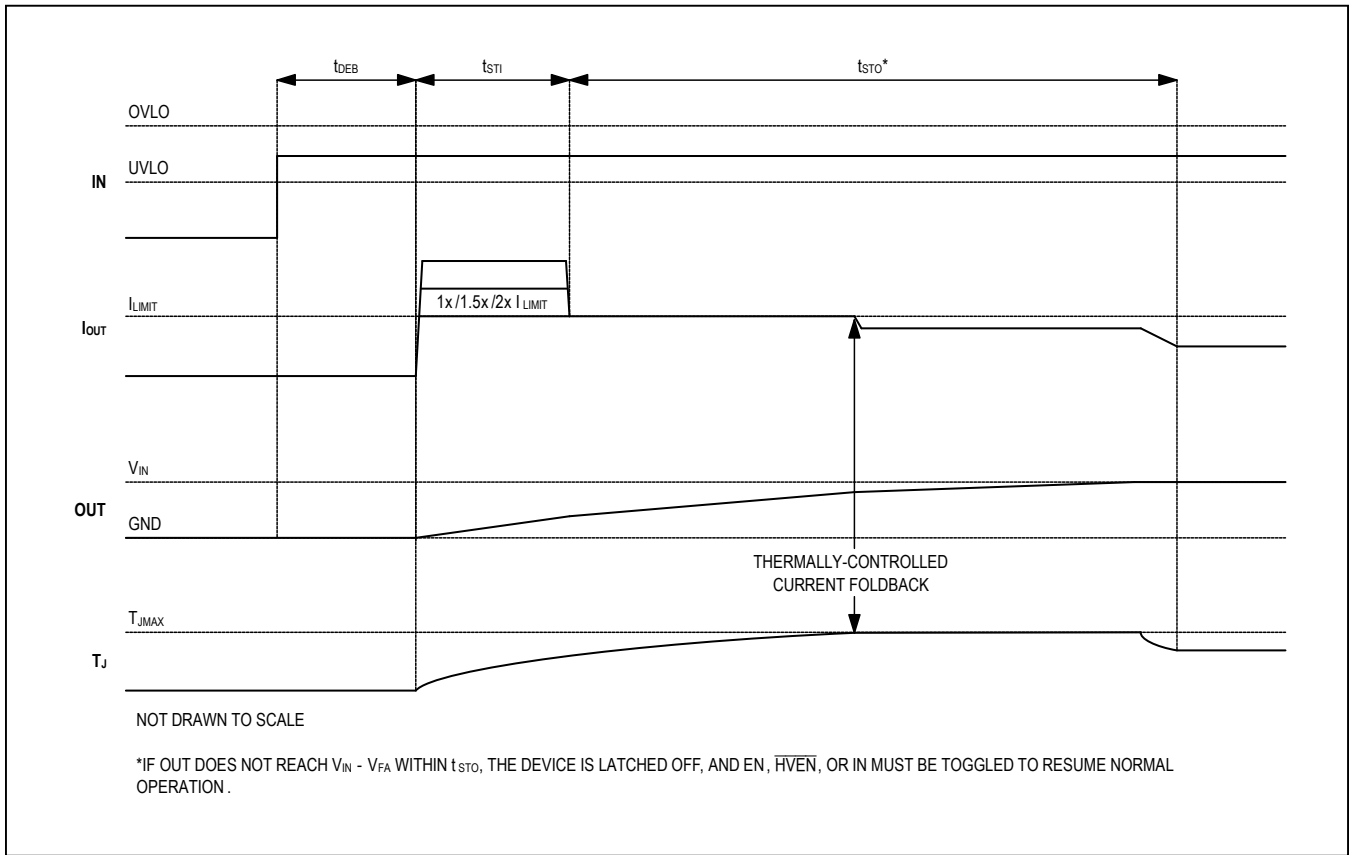 tDEB
tSTI
tSTO*
OVLO
UVLO
IN
ILIMIT
1x/1.5x/2x ILIMIT
IOUT
VIN
OUT
GND
THERMALLY-CONTROLLED
CURRENT FOLDBACK
TJMAX
TJ
NOT DRAWN TO SCALE
*IF OUT DOES NOT REACH VIN - VFA WITHIN tSTO, THE DEVICE IS LATCHED OFF, AND EN, HVEN, OR IN MUST BE TOGGLED TO RESUME NORMAL
OPERATION.